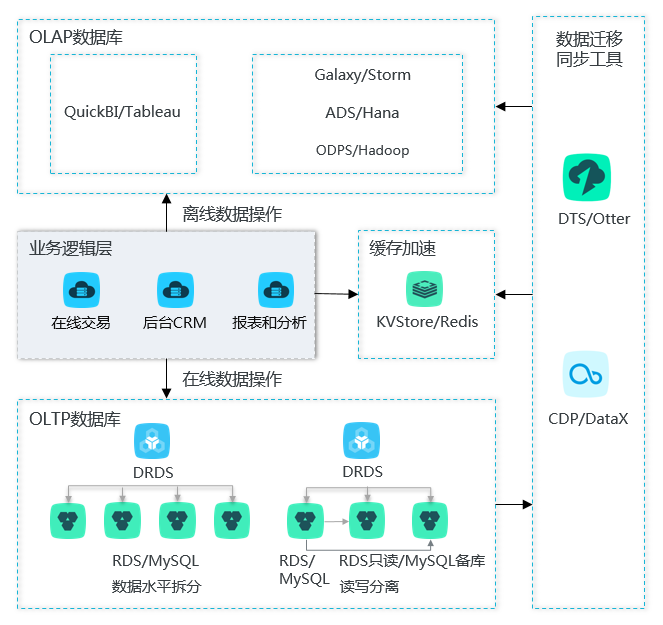 OLAP数据库
QuickBI/Tableau
Galaxy/Storm
ADS/Hana
ODPS/Hadoop
数据迁移
同步工具
DTS/Otter
CDP/DataX
离线数据操作
业务逻辑层
在线交易
后台CRM
报表和分析
缓存加速
KVStore/Redis
在线数据操作
OLTP数据库
DRDS
RDS/MySQL
数据水平拆分
DRDS
RDS/
MySQL
RDS只读/MySQL备库
读写分离